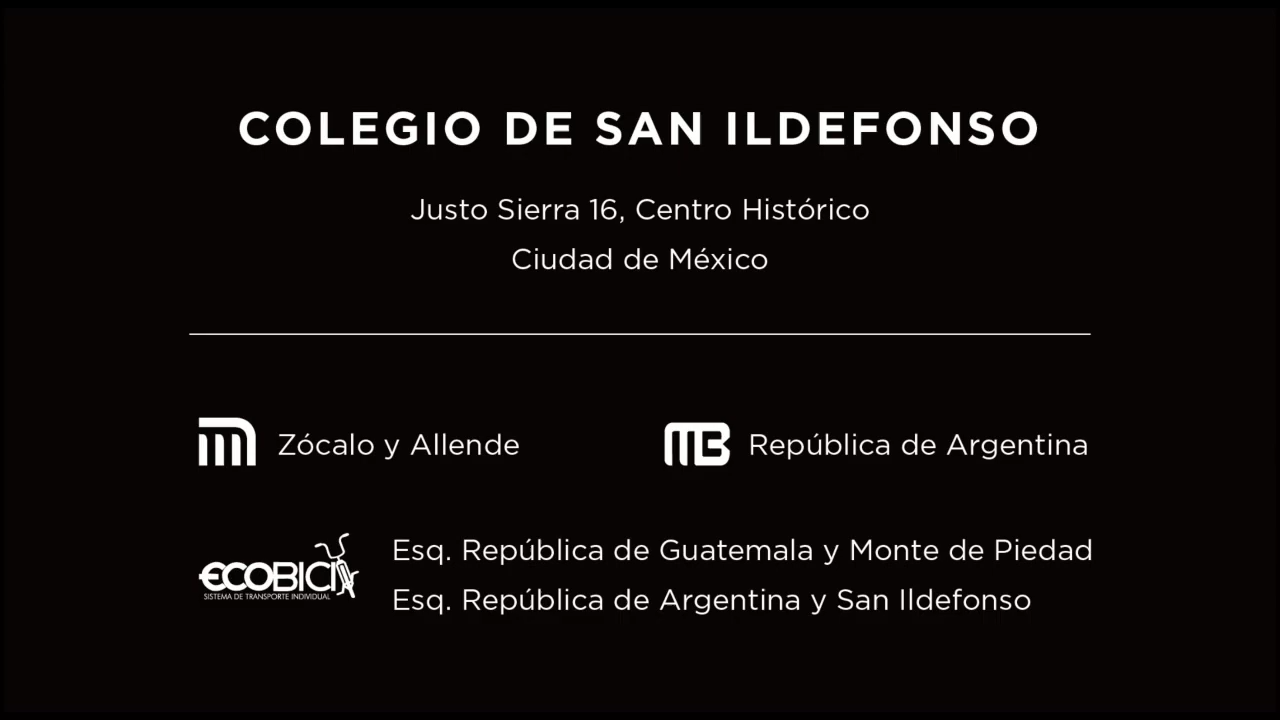 COLEGIO DE SAN ILDEFONSO
Justo Sierra 16, Centro Histórico
Ciudad de México
Zócalo y Allende
MB República de Argentina
ECOBICI
SISTEMA DE TRANSPORTE INDIVIDUAL
Esq. República de Guatemala y Monte de Piedad
Esq. República de Argentina y San Ildefonso